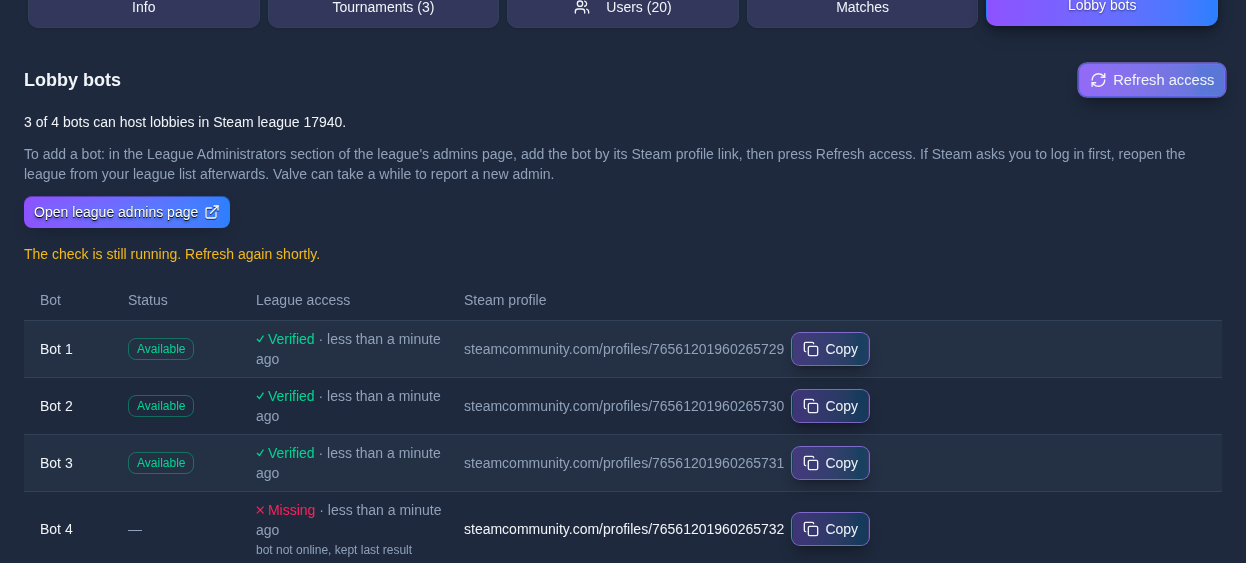 Info
Tournaments (3)
Users (20)
Matches
Lobby bots
Lobby bots
Refresh access
3 of 4 bots can host lobbies in Steam league 17940.
To add a bot: in the League Administrators section of the league's admins page, add the bot by its Steam profile link, then press Refresh access. If Steam asks you to log in first, reopen the
league from your league list afterwards. Valve can take a while to report a new admin.
Open league admins page
The check is still running. Refresh again shortly.
Bot Status League access Steam profile
Bot 1 Available Verified · less than a minute ago steamcommunity.com/profiles/76561201960265729 Copy
Bot 2 Available Verified · less than a minute ago steamcommunity.com/profiles/76561201960265730 Copy
Bot 3 Available Verified · less than a minute ago steamcommunity.com/profiles/76561201960265731 Copy
Bot 4 — Missing · less than a minute ago steamcommunity.com/profiles/76561201960265732 Copy
bot not online, kept last result